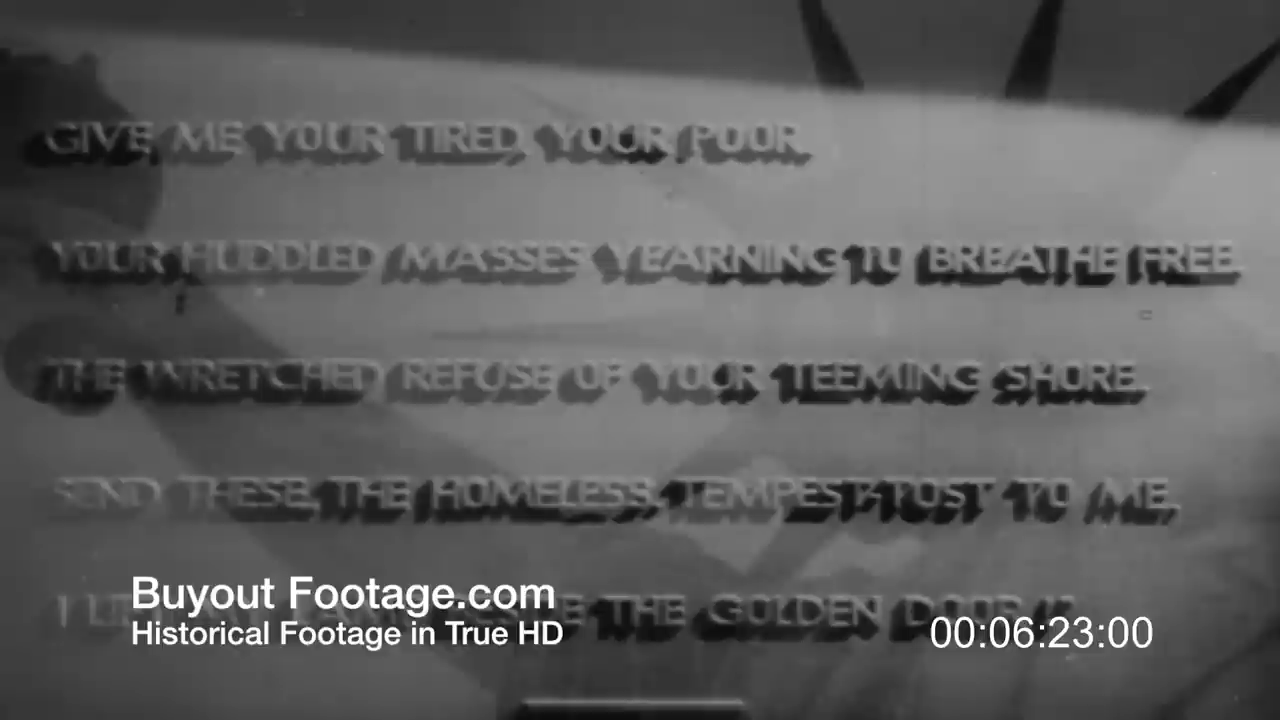 GIVE ME YOUR TIRED, YOUR POOR,
YOUR HUDDLED MASSES YEARNING TO BREATHE FREE,
THE WRETCHED REFUSE OF YOUR TEEMING SHORE,
SEND THESE, THE HOMELESS, TEMPEST-TOST TO ME,
I THE GOLDEN DOOR
Buyout Footage.com
Historical Footage in True HD
00:06:23:00